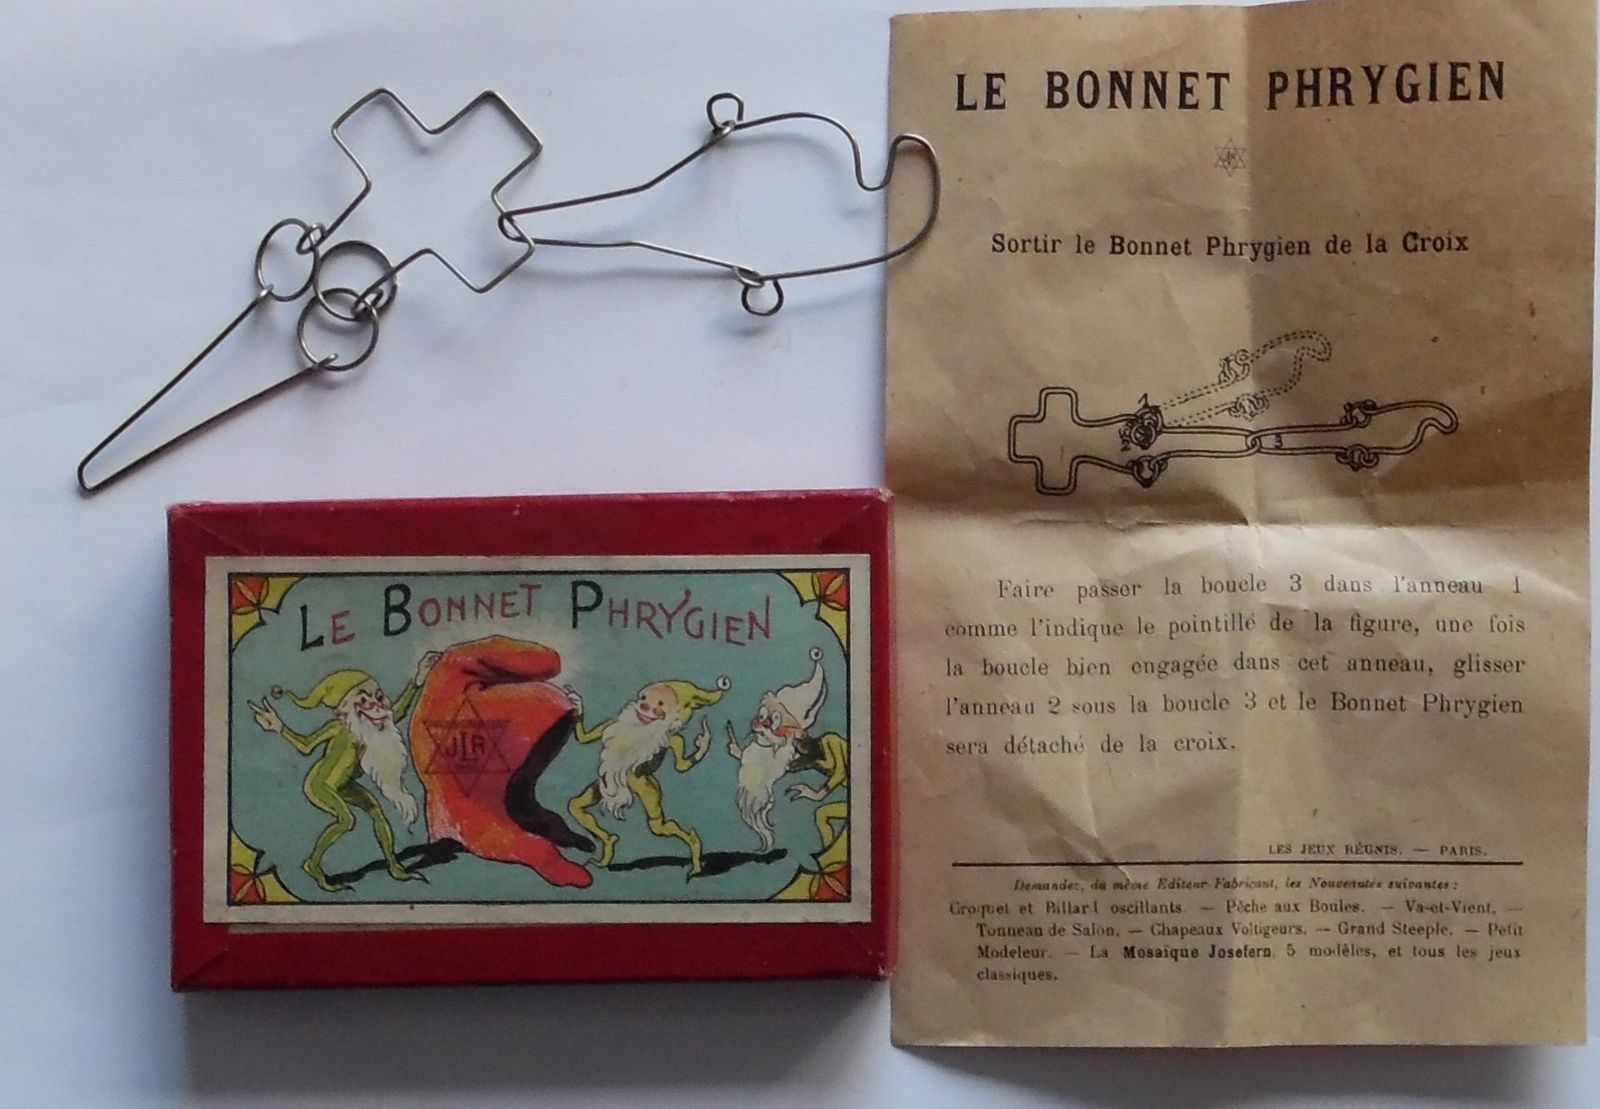 LE BONNET PHRYGIEN
JR
Sortir le Bonnet Phrygien de la Croix
1
2
3
Faire passer la boucle 3 dans l'anneau 1
comme l'indique le pointillé de la figure, une fois
la boucle bien engagée dans cet anneau, glisser
l'anneau 2 sous la boucle 3 et le Bonnet Phrygien
sera détaché de la croix.
LES JEUX RÉUNIS. — PARIS.
Demandez, du même Editeur-Fabricant, les Nouveautés suivantes :
Croquet et Billard oscillants. — Pêche aux Boules. — Va-et-Vient. —
Tonneau de Salon. — Chapeaux Voltigeurs. — Grand Steeple. — Petit
Modeleur. — La Mosaïque Josefern, 5 modèles, et tous les jeux
classiques.
LE BONNET PHRYGIEN
JLR